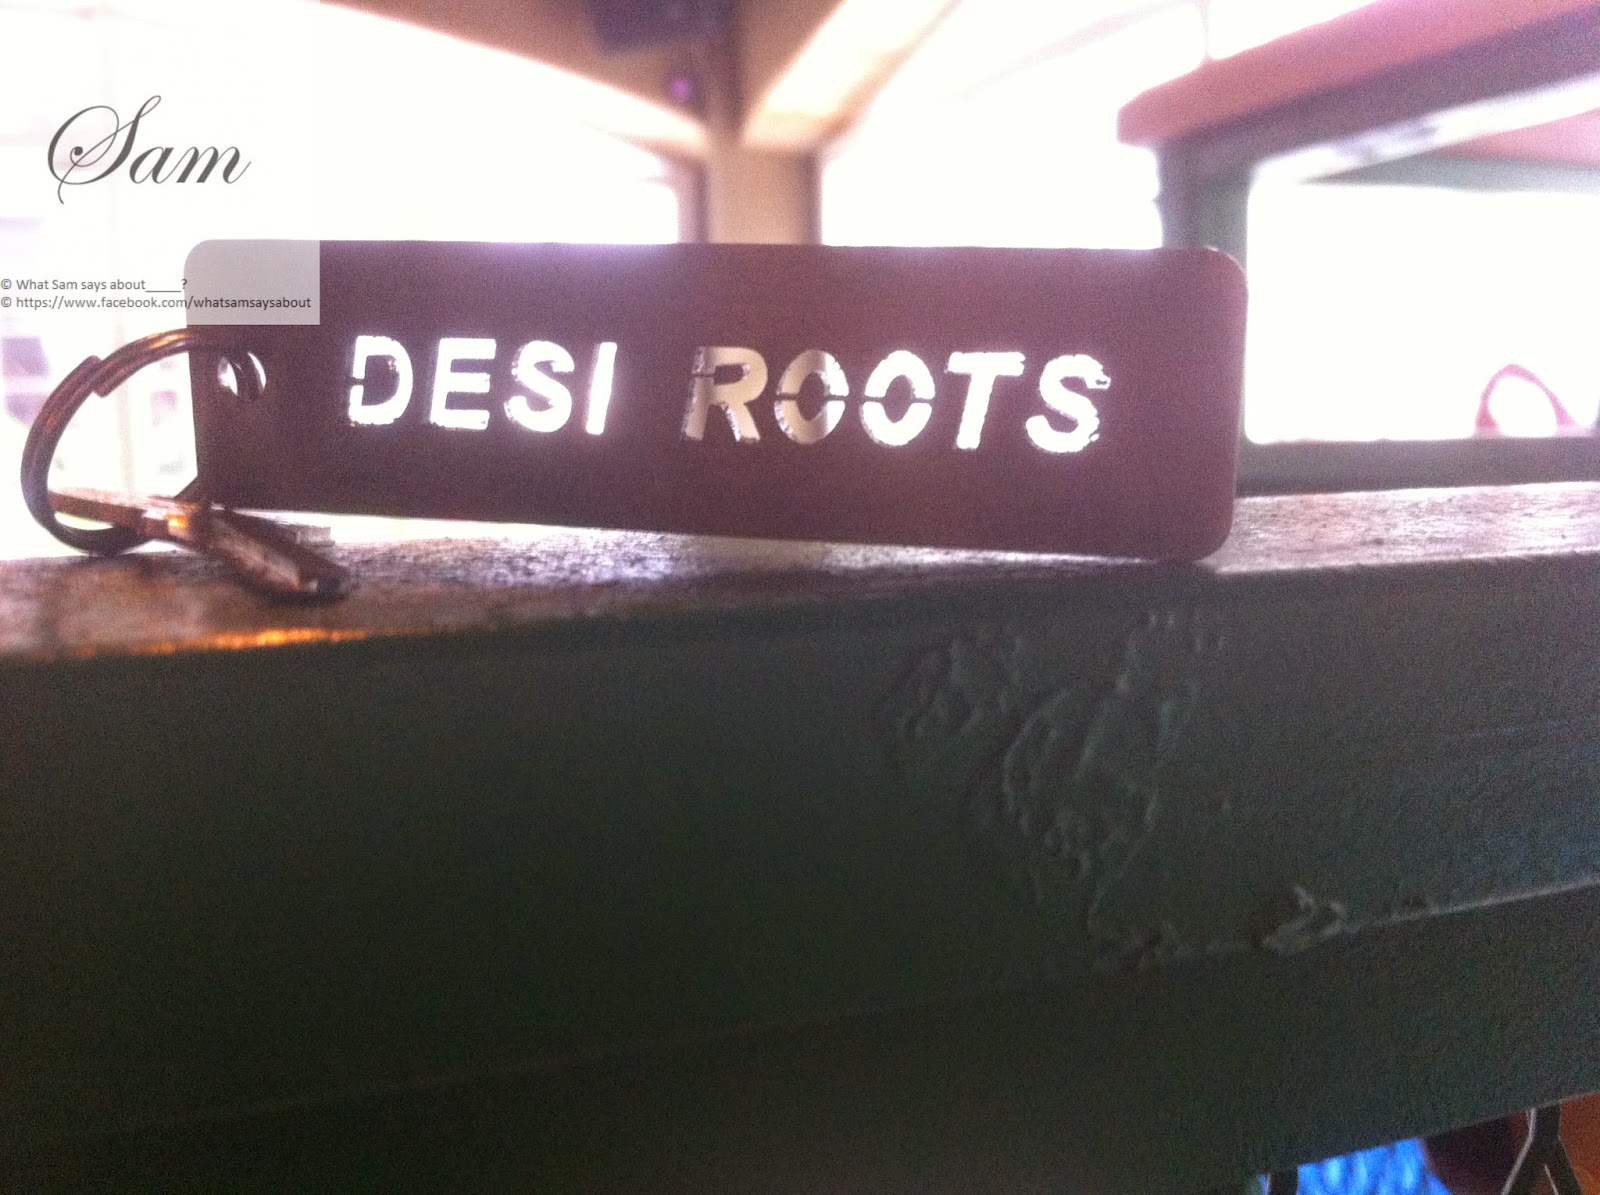 Sam
© What Sam says about_____?
© https://www.facebook.com/whatsamsaysabout
DESI ROOTS